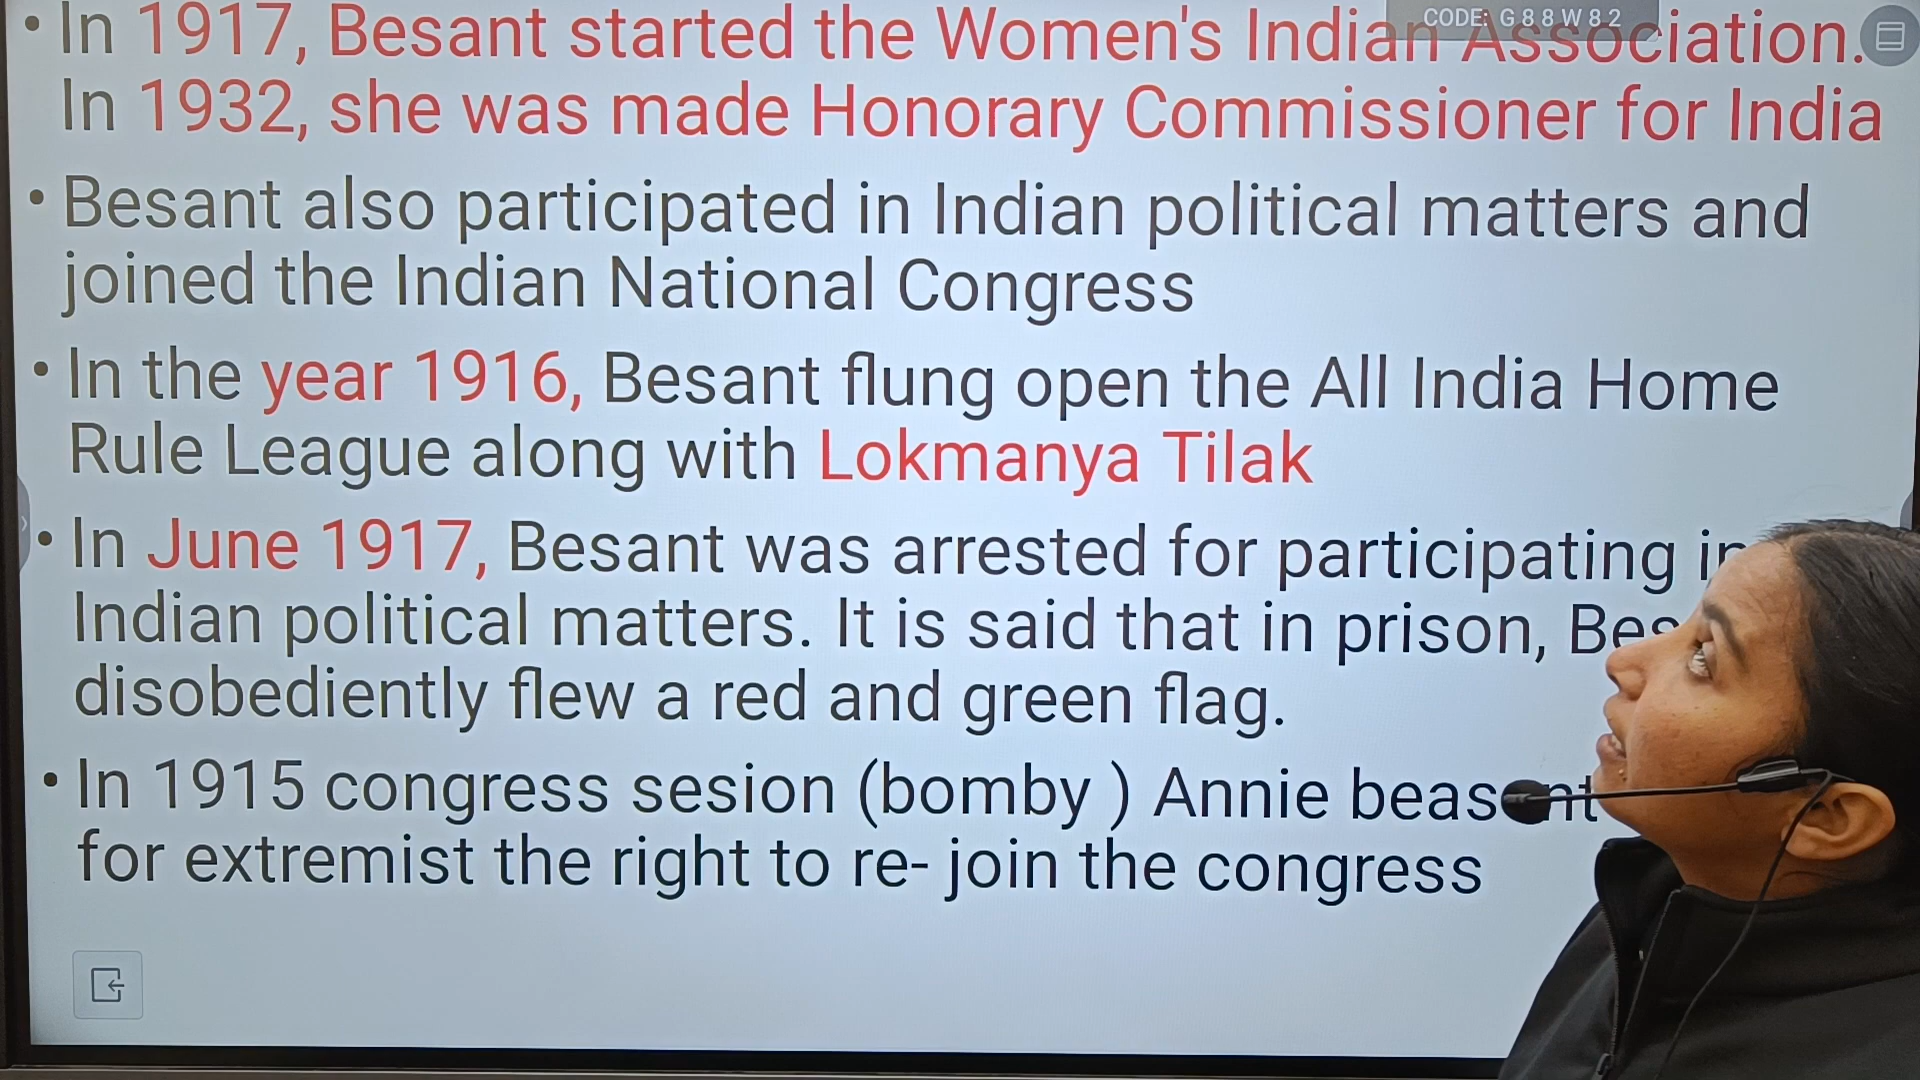 CODE: G 8 8 W 8 2
• In 1917, Besant started the Women's Indian Association.
In 1932, she was made Honorary Commissioner for India
• Besant also participated in Indian political matters and
joined the Indian National Congress
• In the year 1916, Besant flung open the All India Home
Rule League along with Lokmanya Tilak
• In June 1917, Besant was arrested for participating in
Indian political matters. It is said that in prison,
disobediently flew a red and green flag.
• In 1915 congress sesion (bomby ) Annie
for extremist the right to re- join the congress